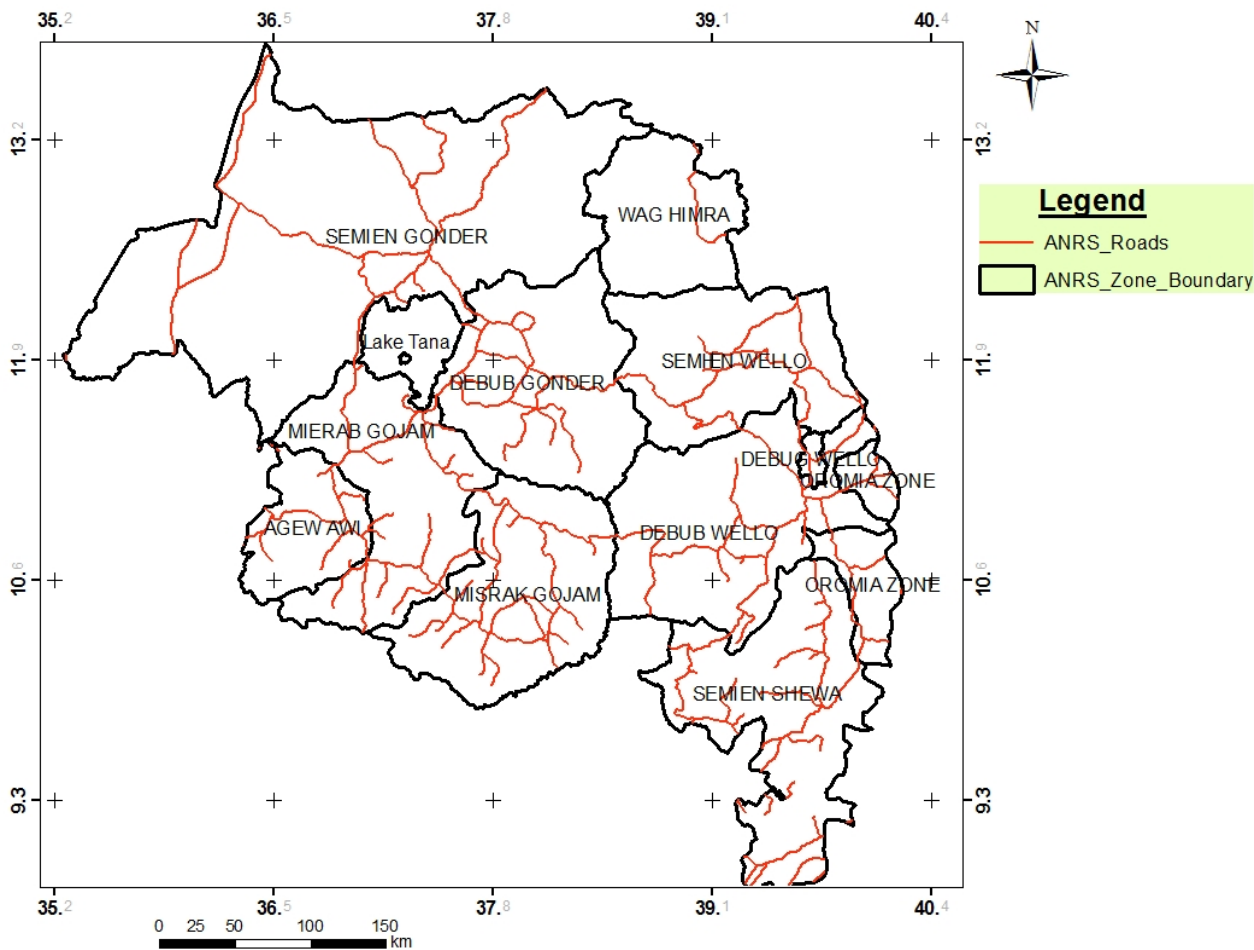 35.2 36.5 37.8 39.1 40.4
N
13.2 13.2
WAG HIMRA
Legend
SEMIEN GONDER
ANRS_Roads
ANRS_Zone_Boundary
Lake Tana
11.9 11.9
SEMIEN WELLO
DEBUB GONDER
MIERAB GOJAM
DEBUG WELLO
OROMIA ZONE
AGEW AWI
DEBUB WELLO
10.6 10.6
MISRAK GOJAM
OROMIA ZONE
SEMIEN SHEWA
9.3 9.3
35.2 36.5 37.8 39.1 40.4
0 25 50 100 150
km